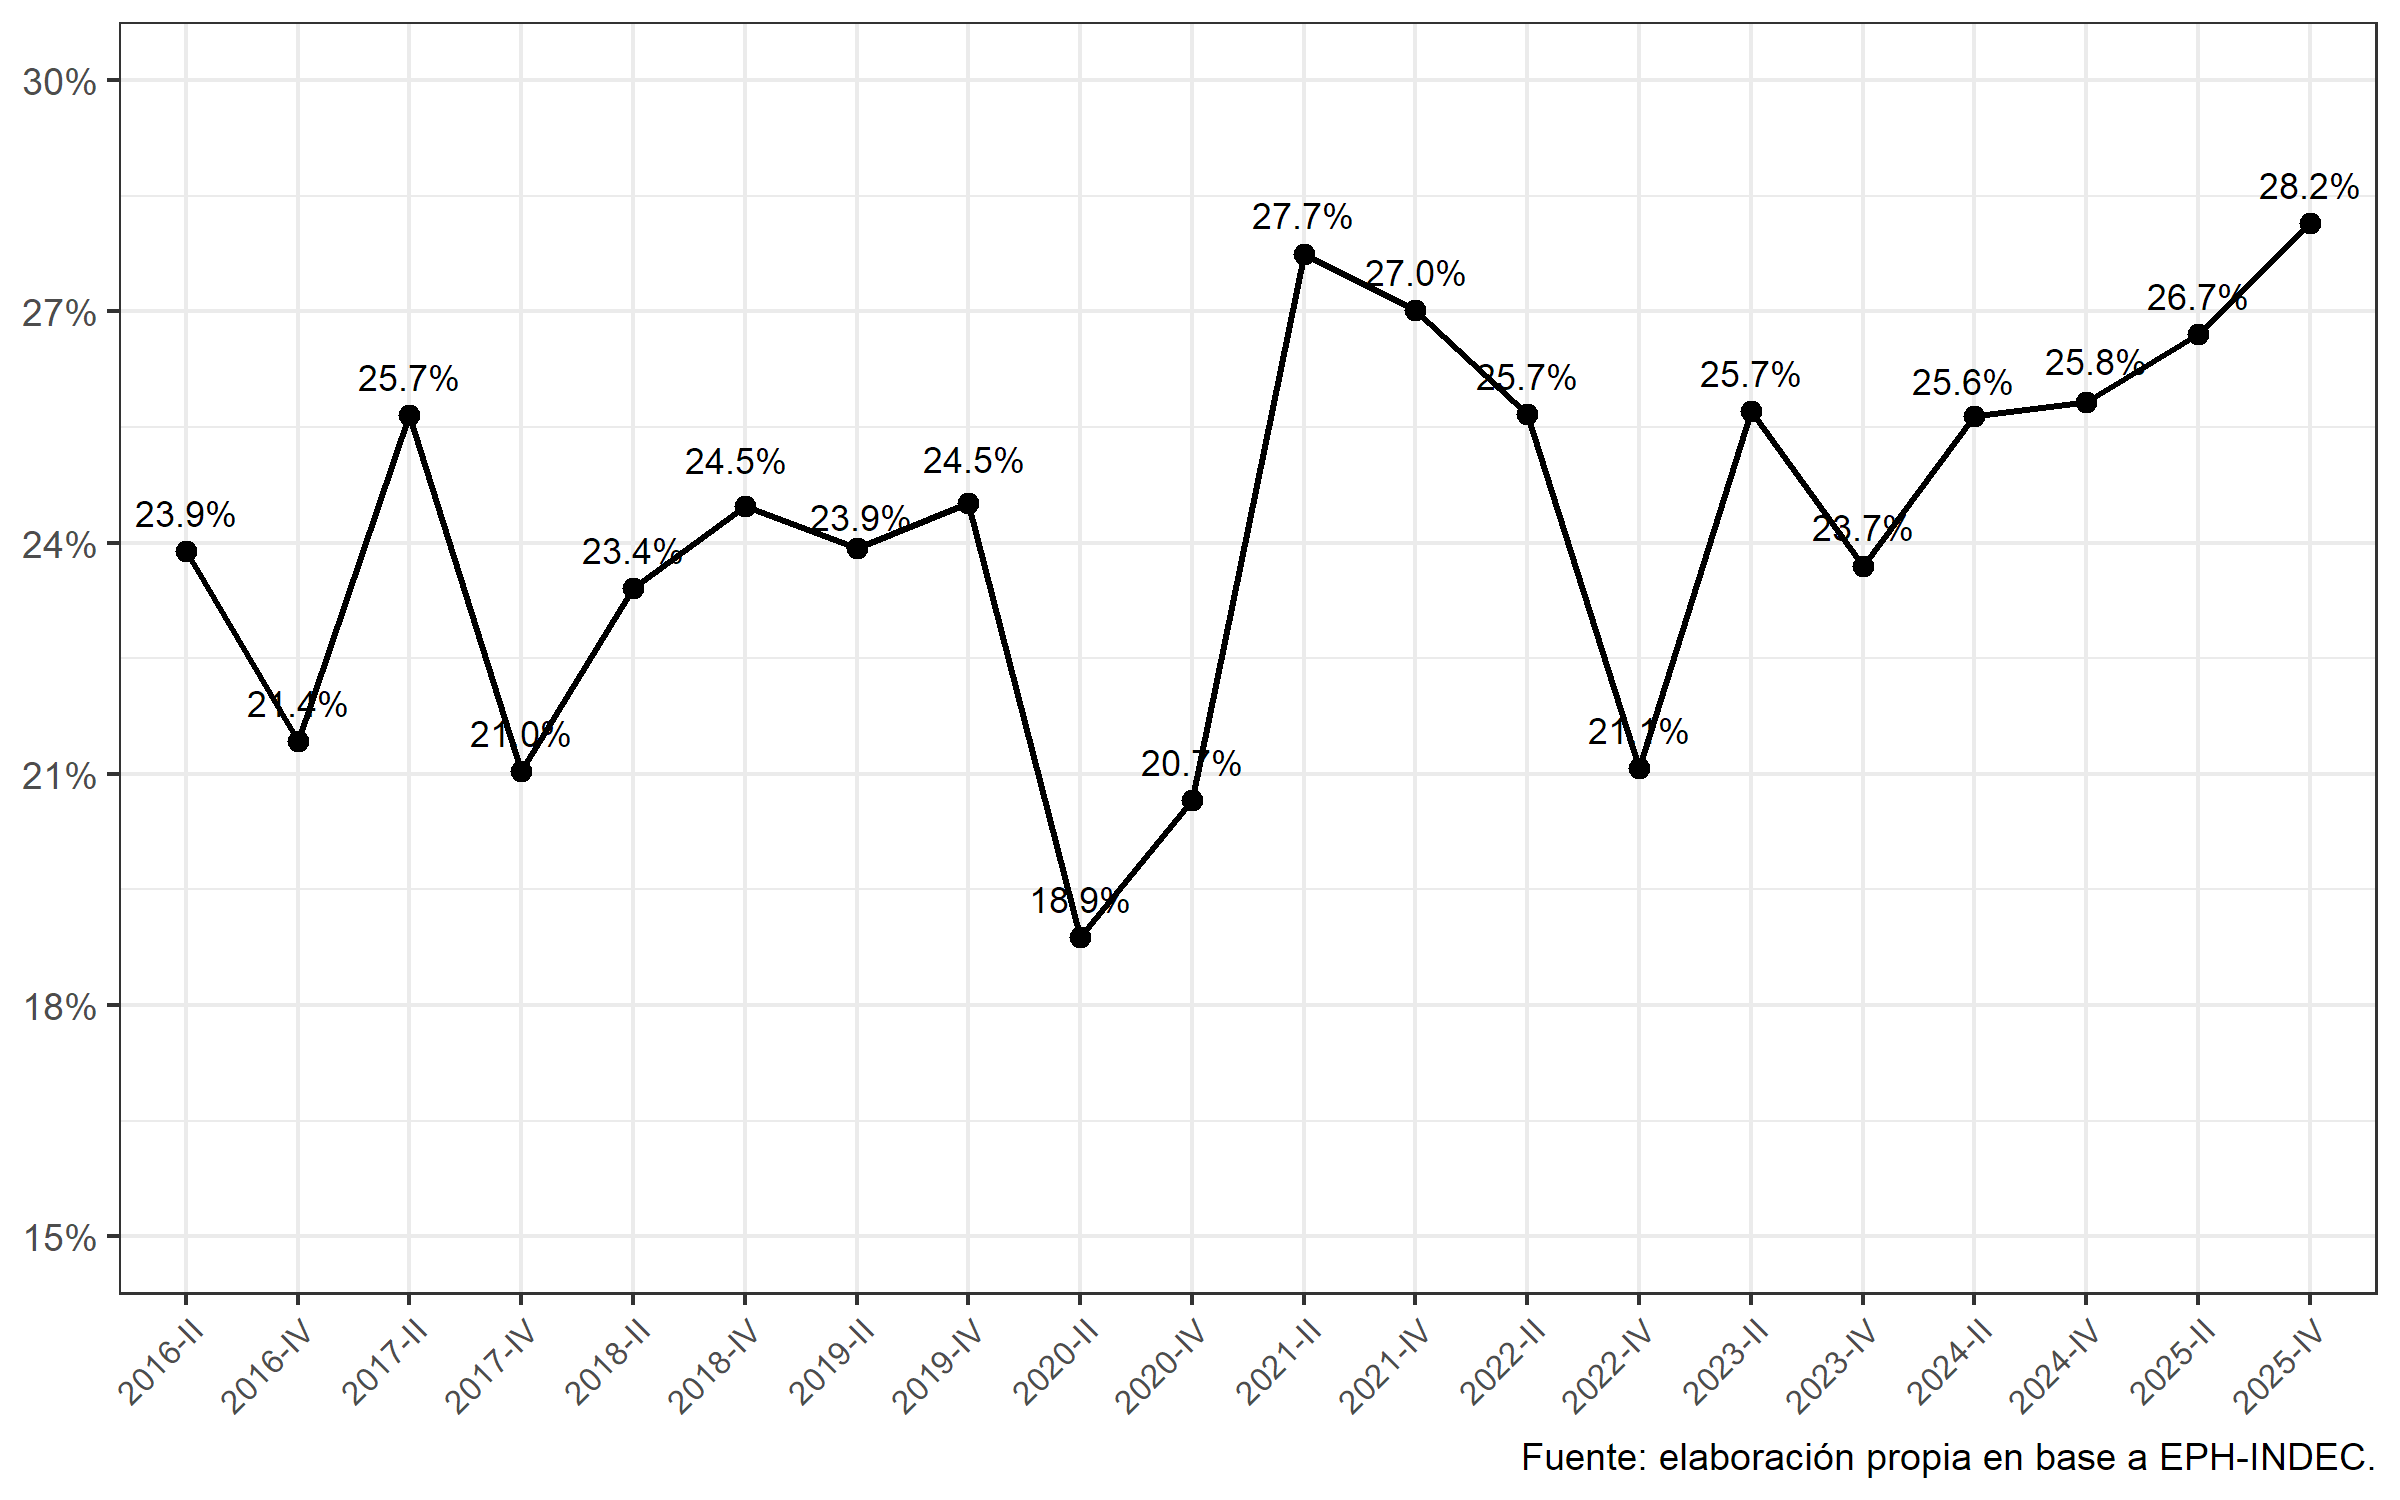 30%
27%
24%
21%
18%
15%
23.9%
21.4%
25.7%
21.0%
23.4%
24.5%
23.9%
24.5%
18.9%
20.7%
27.7%
27.0%
25.7%
21.1%
25.7%
23.7%
25.6%
25.8%
26.7%
28.2%
2016-II
2016-IV
2017-II
2017-IV
2018-II
2018-IV
2019-II
2019-IV
2020-II
2020-IV
2021-II
2021-IV
2022-II
2022-IV
2023-II
2023-IV
2024-II
2024-IV
2025-II
2025-IV
Fuente: elaboración propia en base a EPH-INDEC.